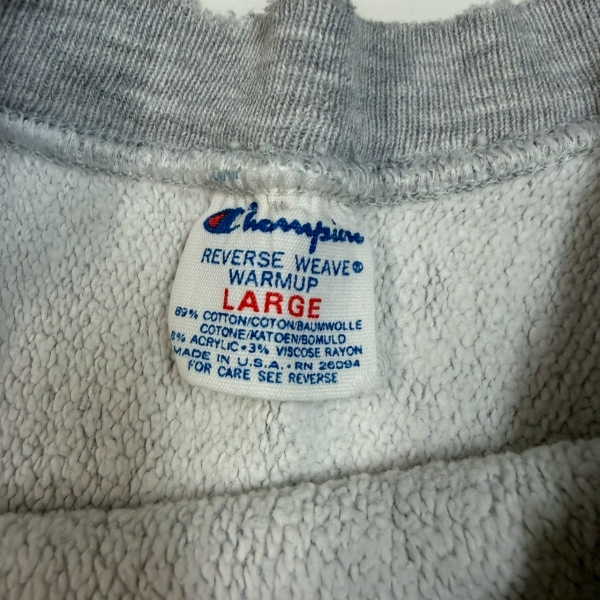 Champion
REVERSE WEAVE®
WARMUP
LARGE
89% COTTON/COTON/BAUMWOLLE
COTONE/KATOEN/BOMULD
8% ACRYLIC•3% VISCOSE RAYON
MADE IN U.S.A.•RN 26094
FOR CARE SEE REVERSE